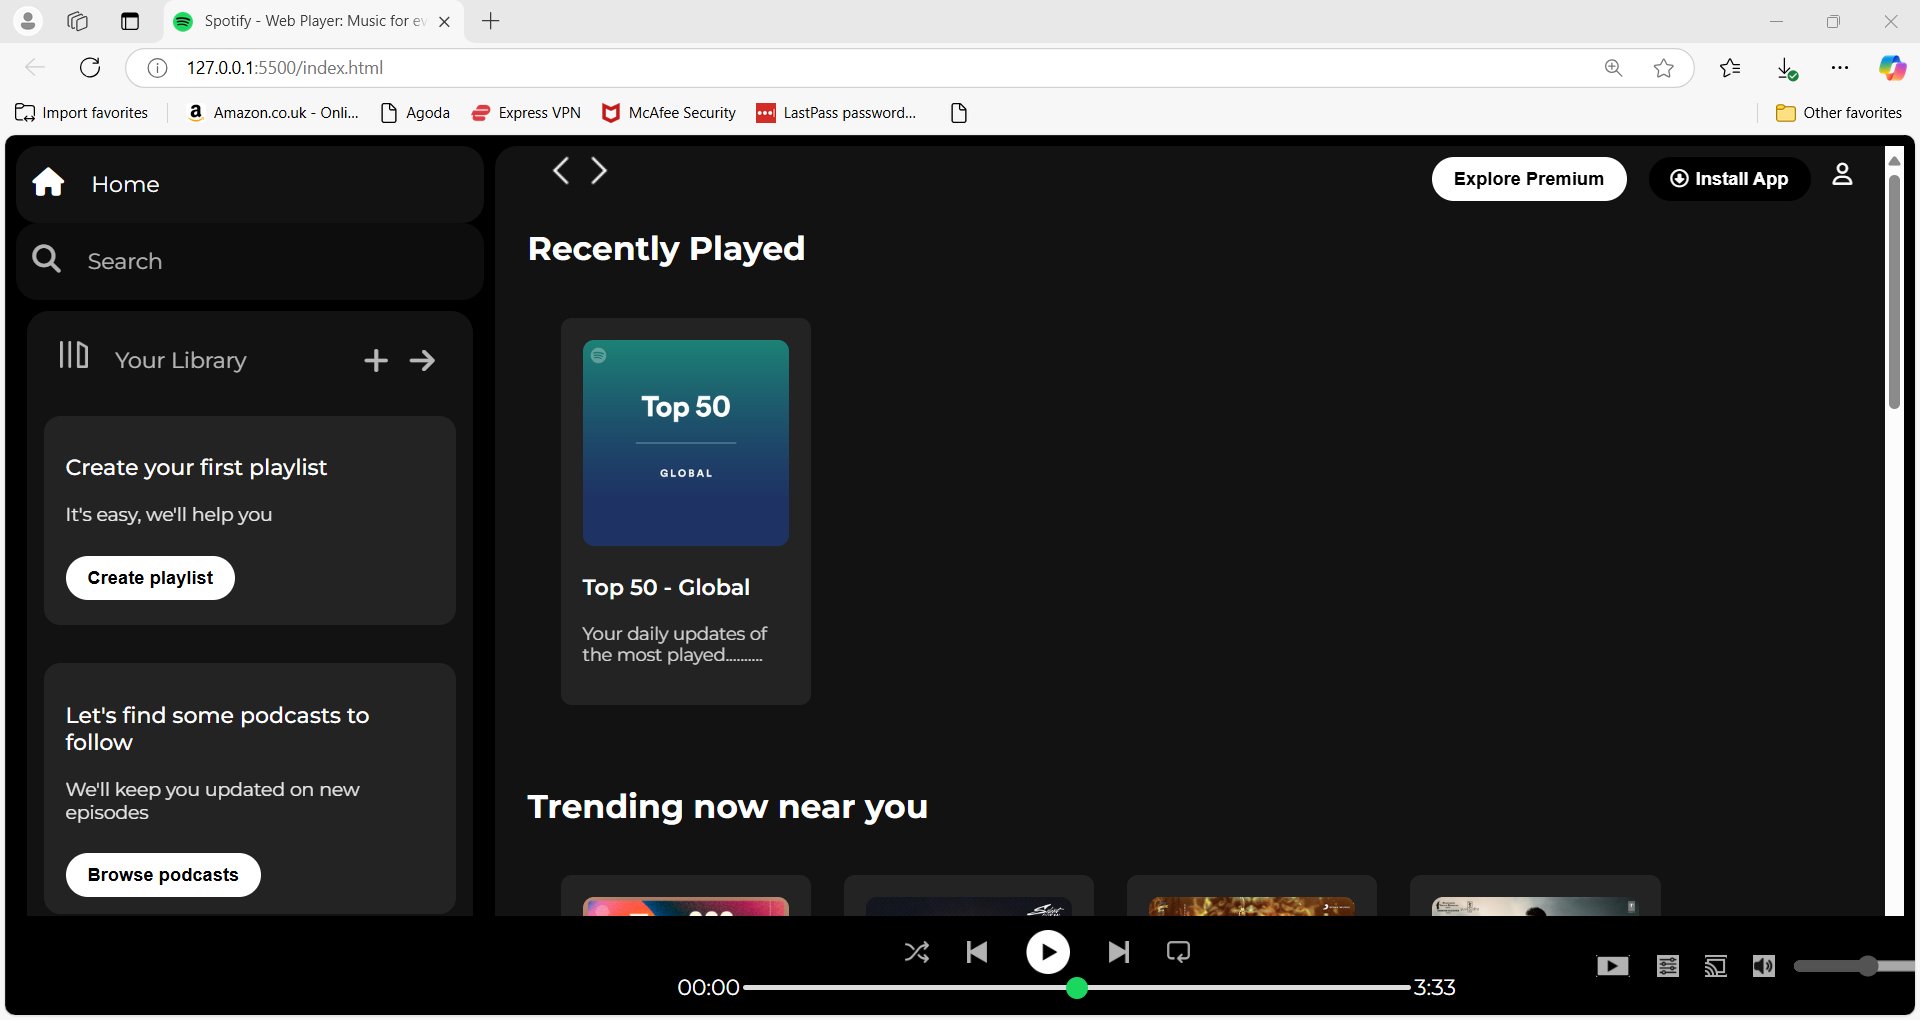 Spotify - Web Player: Music for ev
127.0.0.1:5500/index.html
Import favorites
Amazon.co.uk - Onli...
Agoda
Express VPN
McAfee Security
LastPass password...
Other favorites
Home
Explore Premium
Install App
Search
Recently Played
Your Library
Top 50
GLOBAL
Create your first playlist
It's easy, we'll help you
Create playlist
Top 50 - Global
Your daily updates of
the most played..........
Let's find some podcasts to
follow
We'll keep you updated on new
episodes
Browse podcasts
Trending now near you
00:00
3:33